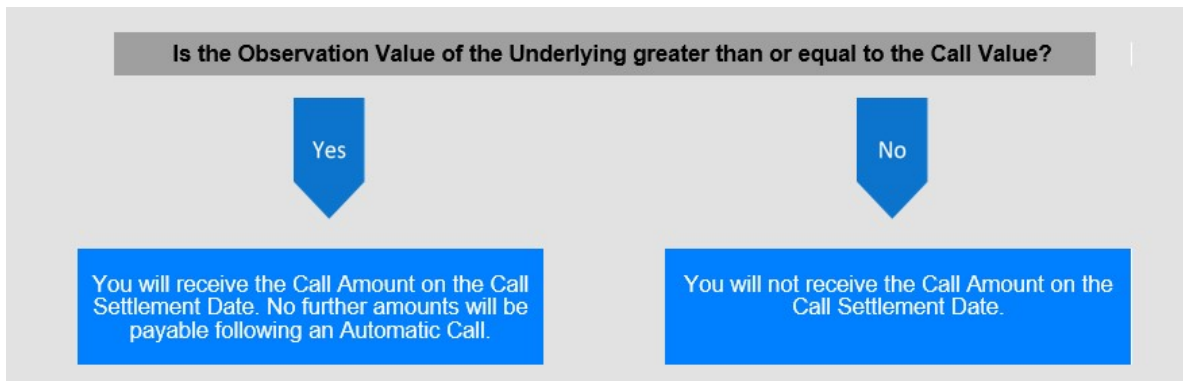 Is the Observation Value of the Underlying greater than or equal to the Call Value?
Yes
No
You will receive the Call Amount on the Call
Settlement Date. No further amounts will be
payable following an Automatic Call.
You will not receive the Call Amount on the
Call Settlement Date.